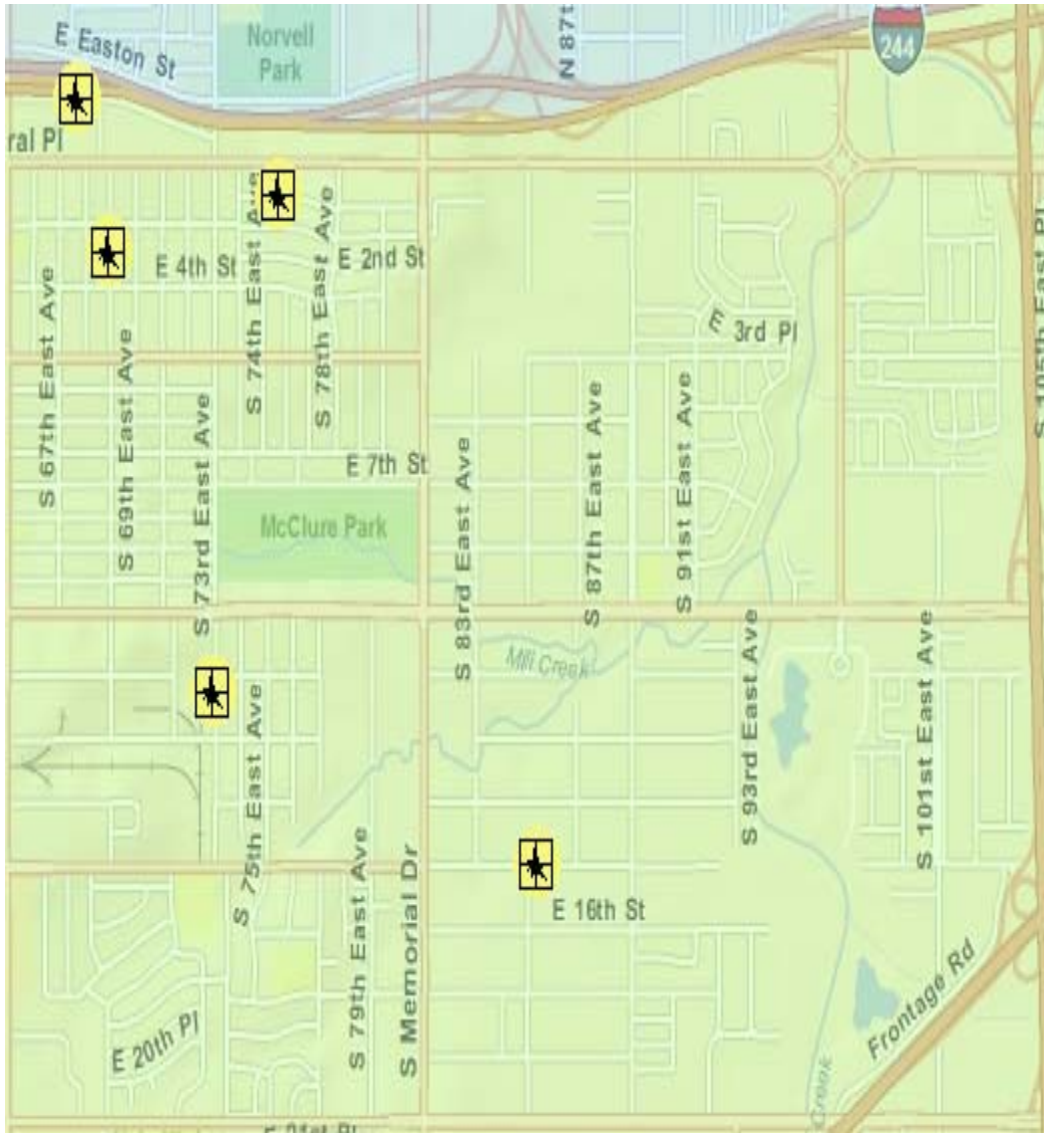 E Easton St
Norvell
Park
N 87t
244
ral Pl
S 74th East Ave
S 78th East Ave
E 2nd St
E 4th St
S 67th East Ave
S 69th East Ave
E 3rd Pl
S 105th East Pl
S 73rd East Ave
E 7th St
S 83rd East Ave
S 87th East Ave
S 91st East Ave
McClure Park
Mill Creek
S 93rd East Ave
S 101st East Ave
S 75th East Ave
S 79th East Ave
S Memorial Dr
E 16th St
Frontage Rd
E 20th Pl
Creek